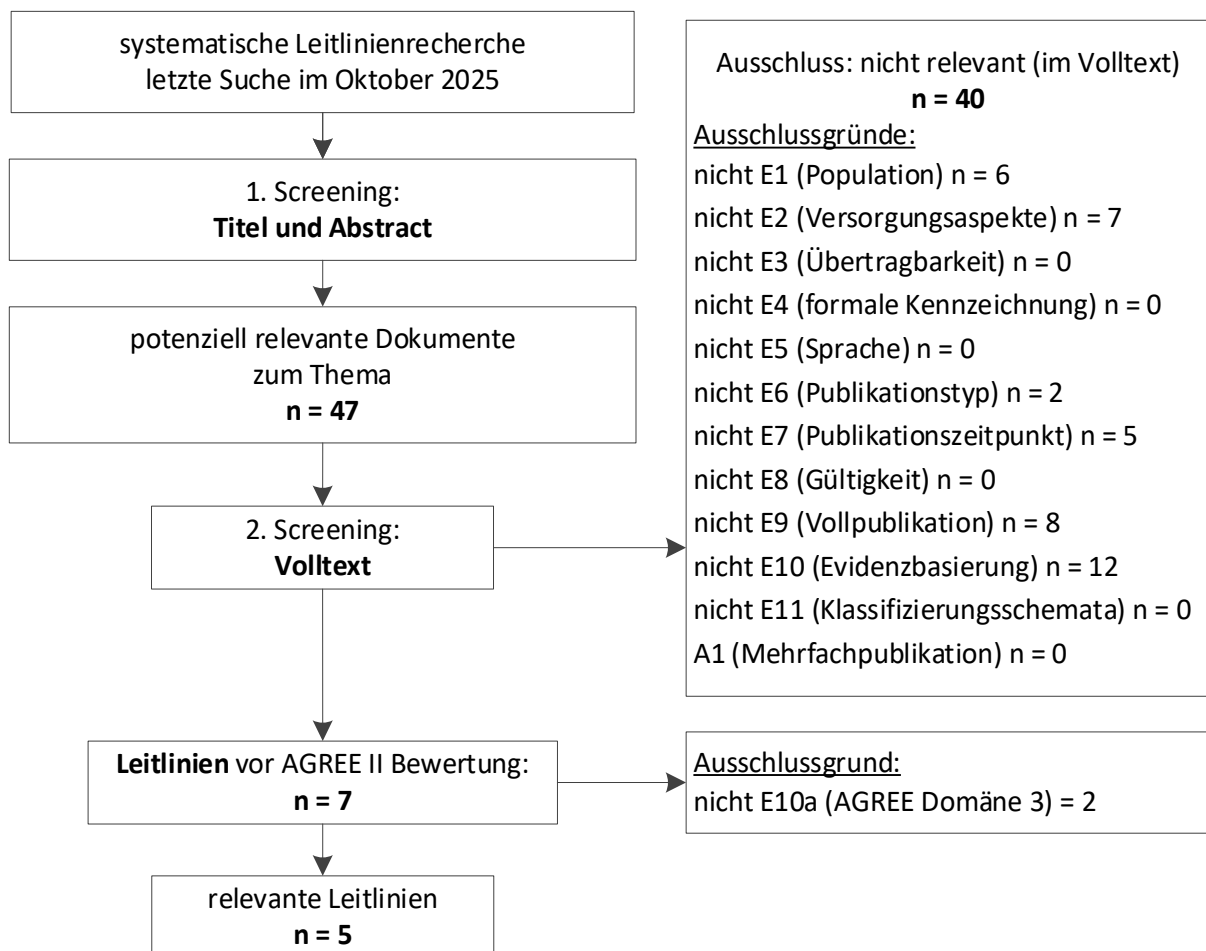 systematische Leitlinienrecherche
letzte Suche im Oktober 2025
1. Screening:
Titel und Abstract
potenziell relevante Dokumente
zum Thema
n = 47
2. Screening:
Volltext
Ausschluss: nicht relevant (im Volltext)
n = 40
Ausschlussgründe:
nicht E1 (Population) n = 6
nicht E2 (Versorgungsaspekte) n = 7
nicht E3 (Übertragbarkeit) n = 0
nicht E4 (formale Kennzeichnung) n = 0
nicht E5 (Sprache) n = 0
nicht E6 (Publikationstyp) n = 2
nicht E7 (Publikationszeitpunkt) n = 5
nicht E8 (Gültigkeit) n = 0
nicht E9 (Vollpublikation) n = 8
nicht E10 (Evidenzbasierung) n = 12
nicht E11 (Klassifizierungsschemata) n = 0
A1 (Mehrfachpublikation) n = 0
Leitlinien vor AGREE II Bewertung:
n = 7
Ausschlussgrund:
nicht E10a (AGREE Domäne 3) = 2
relevante Leitlinien
n = 5